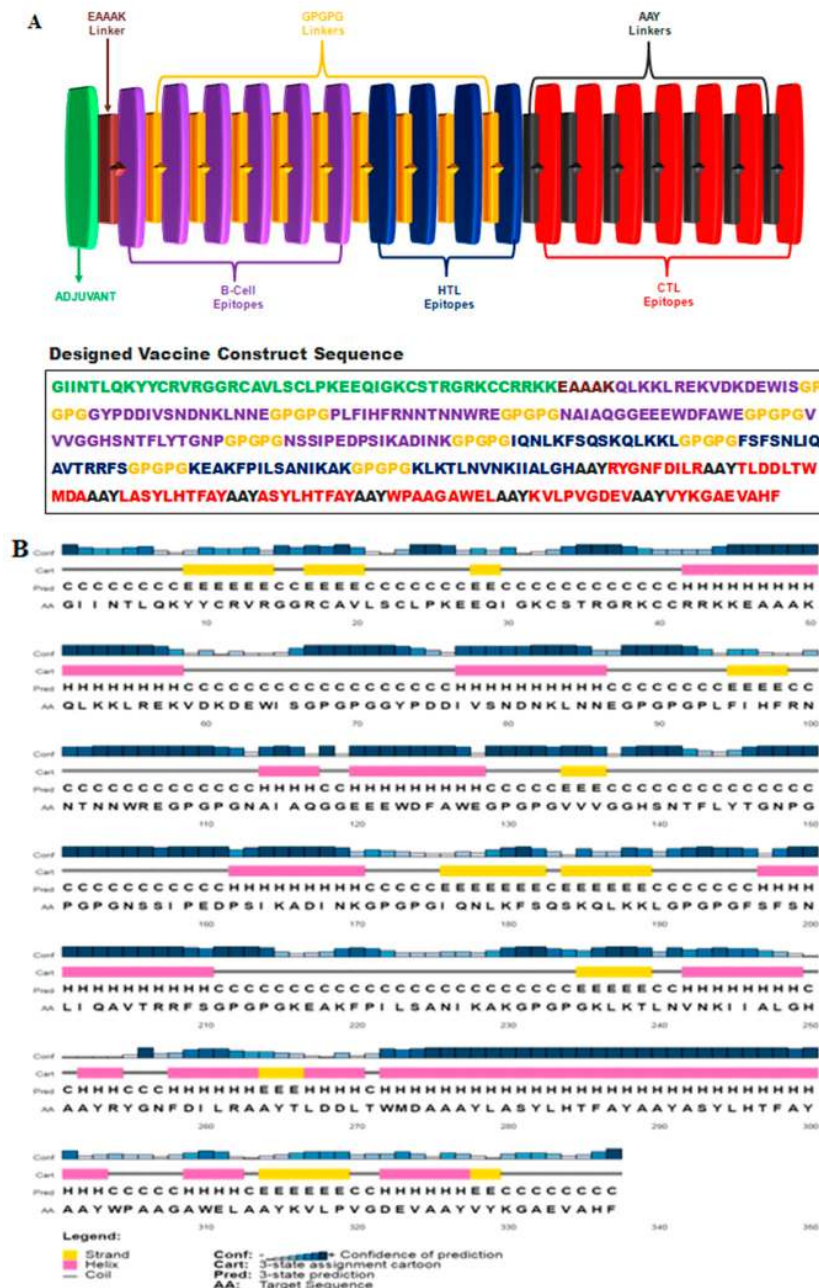 A
EAAAK
Linker
GPGPG
Linkers
AAY
Linkers
ADJUVANT
B-Cell
Epitopes
HTL
Epitopes
CTL
Epitopes
Designed Vaccine Construct Sequence
GIINTLQKYYCRVRGGRCAVLSCLPKEEQIGKCSTRGRKCCRRKKEAAAKQLKKLREKVDKDEWISGP
GPGGYPDDIVSNDNKLNNEGPGPGPLFIHFRNNTNNWREGPGPGNAIAQGGEEEWDFAWEGPGPGV
VVGGHSNTFLYTGNPGPGPGNSSIPEDPSIKADINKGPGPGIQNLKFSQSKQLKKLGPGPGFSFSNLIQ
AVTRRFSGPGPGKEAKFPILSANIKAKGPGPGKLKTLNVNKIIALGHAAYRYGNFDILRAAYTLDDLTW
MDAAAYLASYLHTFAYAAYASYLHTFAYAAYWPAAGAWELAAYKVLPVGDEVAAYVYKGAEVAHF
B
Conf
Cart
Pred CCCCCCCCEEEEEECCEEEECCCCCCCEECCCCCCCCCCCCHHHHHHHHH
AA GIINTLQKYYCRVRGGRCAVLSCLPKEEQIGKCSTRGRKCCRRKKEAAAK
10 20 30 40 50
Conf
Cart
Pred HHHHHHHHCCCCCCCCCCCCCCCCCCHHHHHHHHHHCCCCCCCCEEEECC
AA QLKKLREKVDKDEWISGPGPGGYPDDIVSNDNKLNNEGPGPGPLFIHFRN
60 70 80 90 100
Conf
Cart
Pred CCCCCCCCCCCCCHHHHCCHHHHHHHHHCCCCCEEECCCCCCCCCCCCCC
AA NTNNWREGPGPGNAIAQGGEEEWDFAWEGPGPGVVVGGHSNTFLYTGNPG
110 120 130 140 150
Conf
Cart
Pred CCCCCCCCCCCHHHHHHHHHCCCCCEEEEEEECEEEEEECCCCCCCHHHH
AA PGPGNSSIPEDPSIKADINKGPGPGIQNLKFSQSKQLKKLGPGPGFSFSN
160 170 180 190 200
Conf
Cart
Pred HHHHHHHHHHCCCCCCCCCCCCCCCCCCCCCCCCEEEEECCHHHHHHHHC
AA LIQAVTRRFSGPGPGKEAKFPILSANIKAKGPGPGKLKTLNVNKIIALGH
210 220 230 240 250
Conf
Cart
Pred CHHHCCCHHHHHHEEEHHHHCHHHHHHHHHHHHHHHHHHHHHHHHHHHHH
AA AAYRYGNFDILRAAYTLDDLTWMDAAAYLASYLHTFAYAAYASYLHTFAY
260 270 280 290 300
Conf
Cart
Pred HHHCCCCCHHHHCEEEEEECCHHHHHHEECCCCCCCC
AA AAYWPAAGAWELAAYKVLPVGDEVAAYVYKGAEVAHF
310 320 330 340 350
Legend:
Strand
Helix
Coil
Conf: - + Confidence of prediction
Cart: 3-state assignment cartoon
Pred: 3-state prediction
AA: Target Sequence